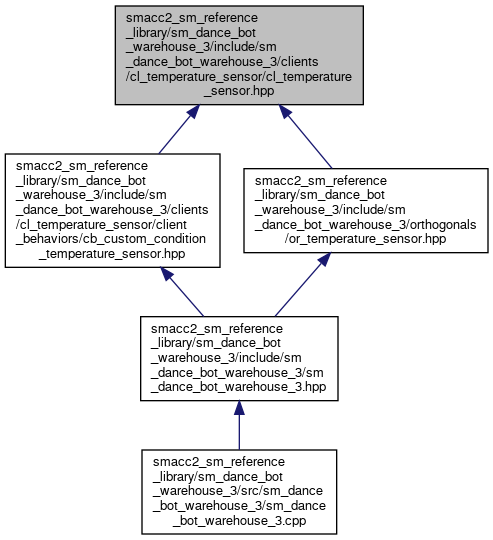 smacc2_sm_reference
_library/sm_dance_bot
_warehouse_3/include/sm
_dance_bot_warehouse_3/clients
/cl_temperature_sensor/cl_temperature
_sensor.hpp
smacc2_sm_reference
_library/sm_dance_bot
_warehouse_3/include/sm
_dance_bot_warehouse_3/clients
/cl_temperature_sensor/client
_behaviors/cb_custom_condition
_temperature_sensor.hpp
smacc2_sm_reference
_library/sm_dance_bot
_warehouse_3/include/sm
_dance_bot_warehouse_3/orthogonals
/or_temperature_sensor.hpp
smacc2_sm_reference
_library/sm_dance_bot
_warehouse_3/include/sm
_dance_bot_warehouse_3/sm
_dance_bot_warehouse_3.hpp
smacc2_sm_reference
_library/sm_dance_bot
_warehouse_3/src/sm_dance
_bot_warehouse_3/sm_dance
_bot_warehouse_3.cpp